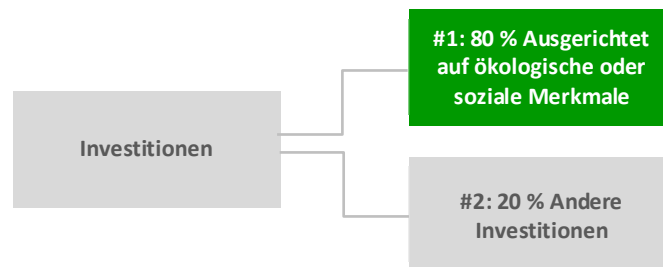 #1: 80 % Ausgerichtet
auf ökologische oder
soziale Merkmale
Investitionen
#2: 20 % Andere
Investitionen